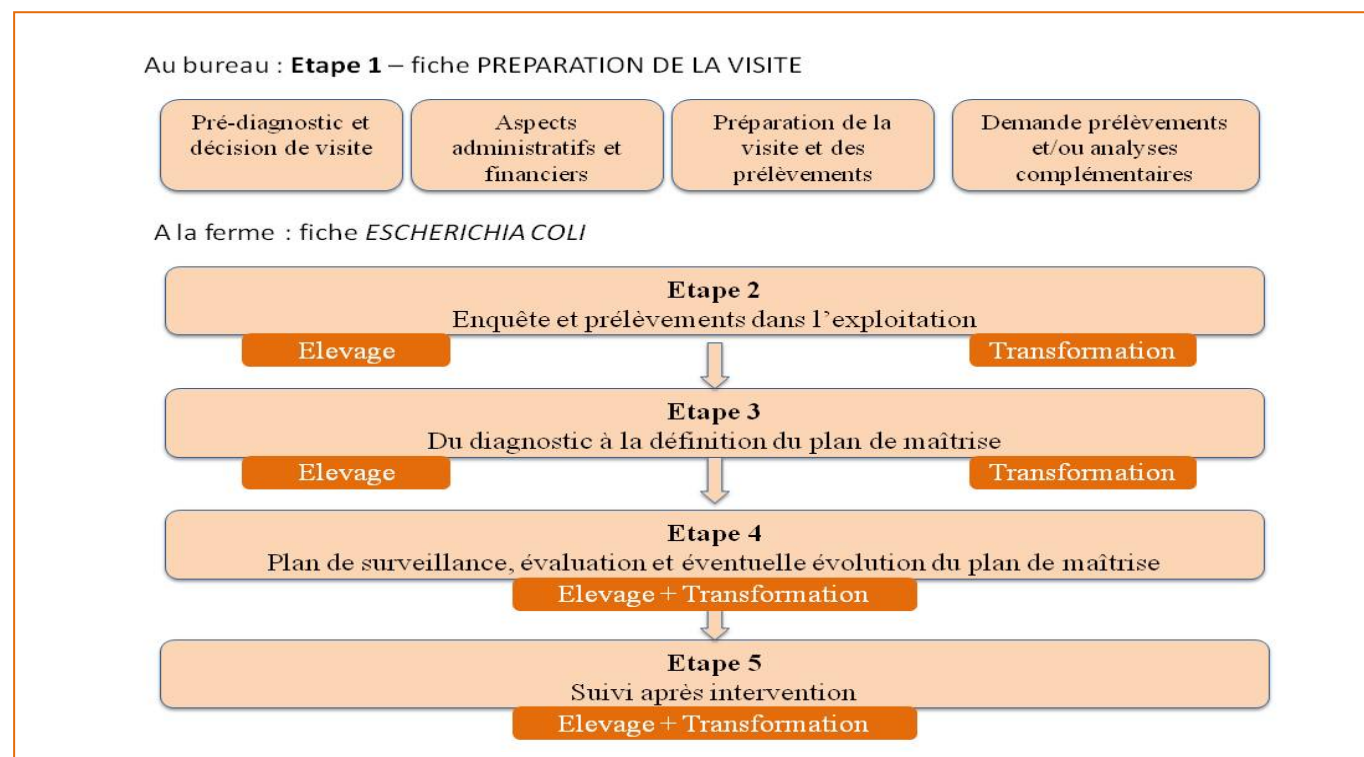 Au bureau : Etape 1 – fiche PREPARATION DE LA VISITE
Pré-diagnostic et
décision de visite
Aspects
administratifs et
financiers
Préparation de la
visite et des
prélèvements
Demande prélèvements
et/ou analyses
complémentaires
A la ferme : fiche ESCHERICHIA COLI
Etape 2
Enquête et prélèvements dans l’exploitation
Elevage
Transformation
Etape 3
Du diagnostic à la définition du plan de maîtrise
Elevage
Transformation
Etape 4
Plan de surveillance, évaluation et éventuelle évolution du plan de maîtrise
Elevage + Transformation
Etape 5
Suivi après intervention
Elevage + Transformation